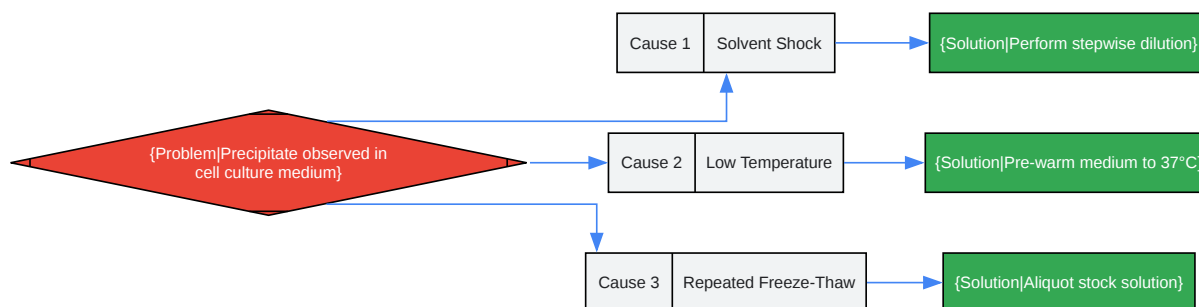 Cause 1
Solvent Shock
{Solution|Perform stepwise dilution}
{Problem|Precipitate observed in
cell culture medium}
Cause 2
Low Temperature
{Solution|Pre-warm medium to 37°C}
Cause 3
Repeated Freeze-Thaw
{Solution|Aliquot stock solution}